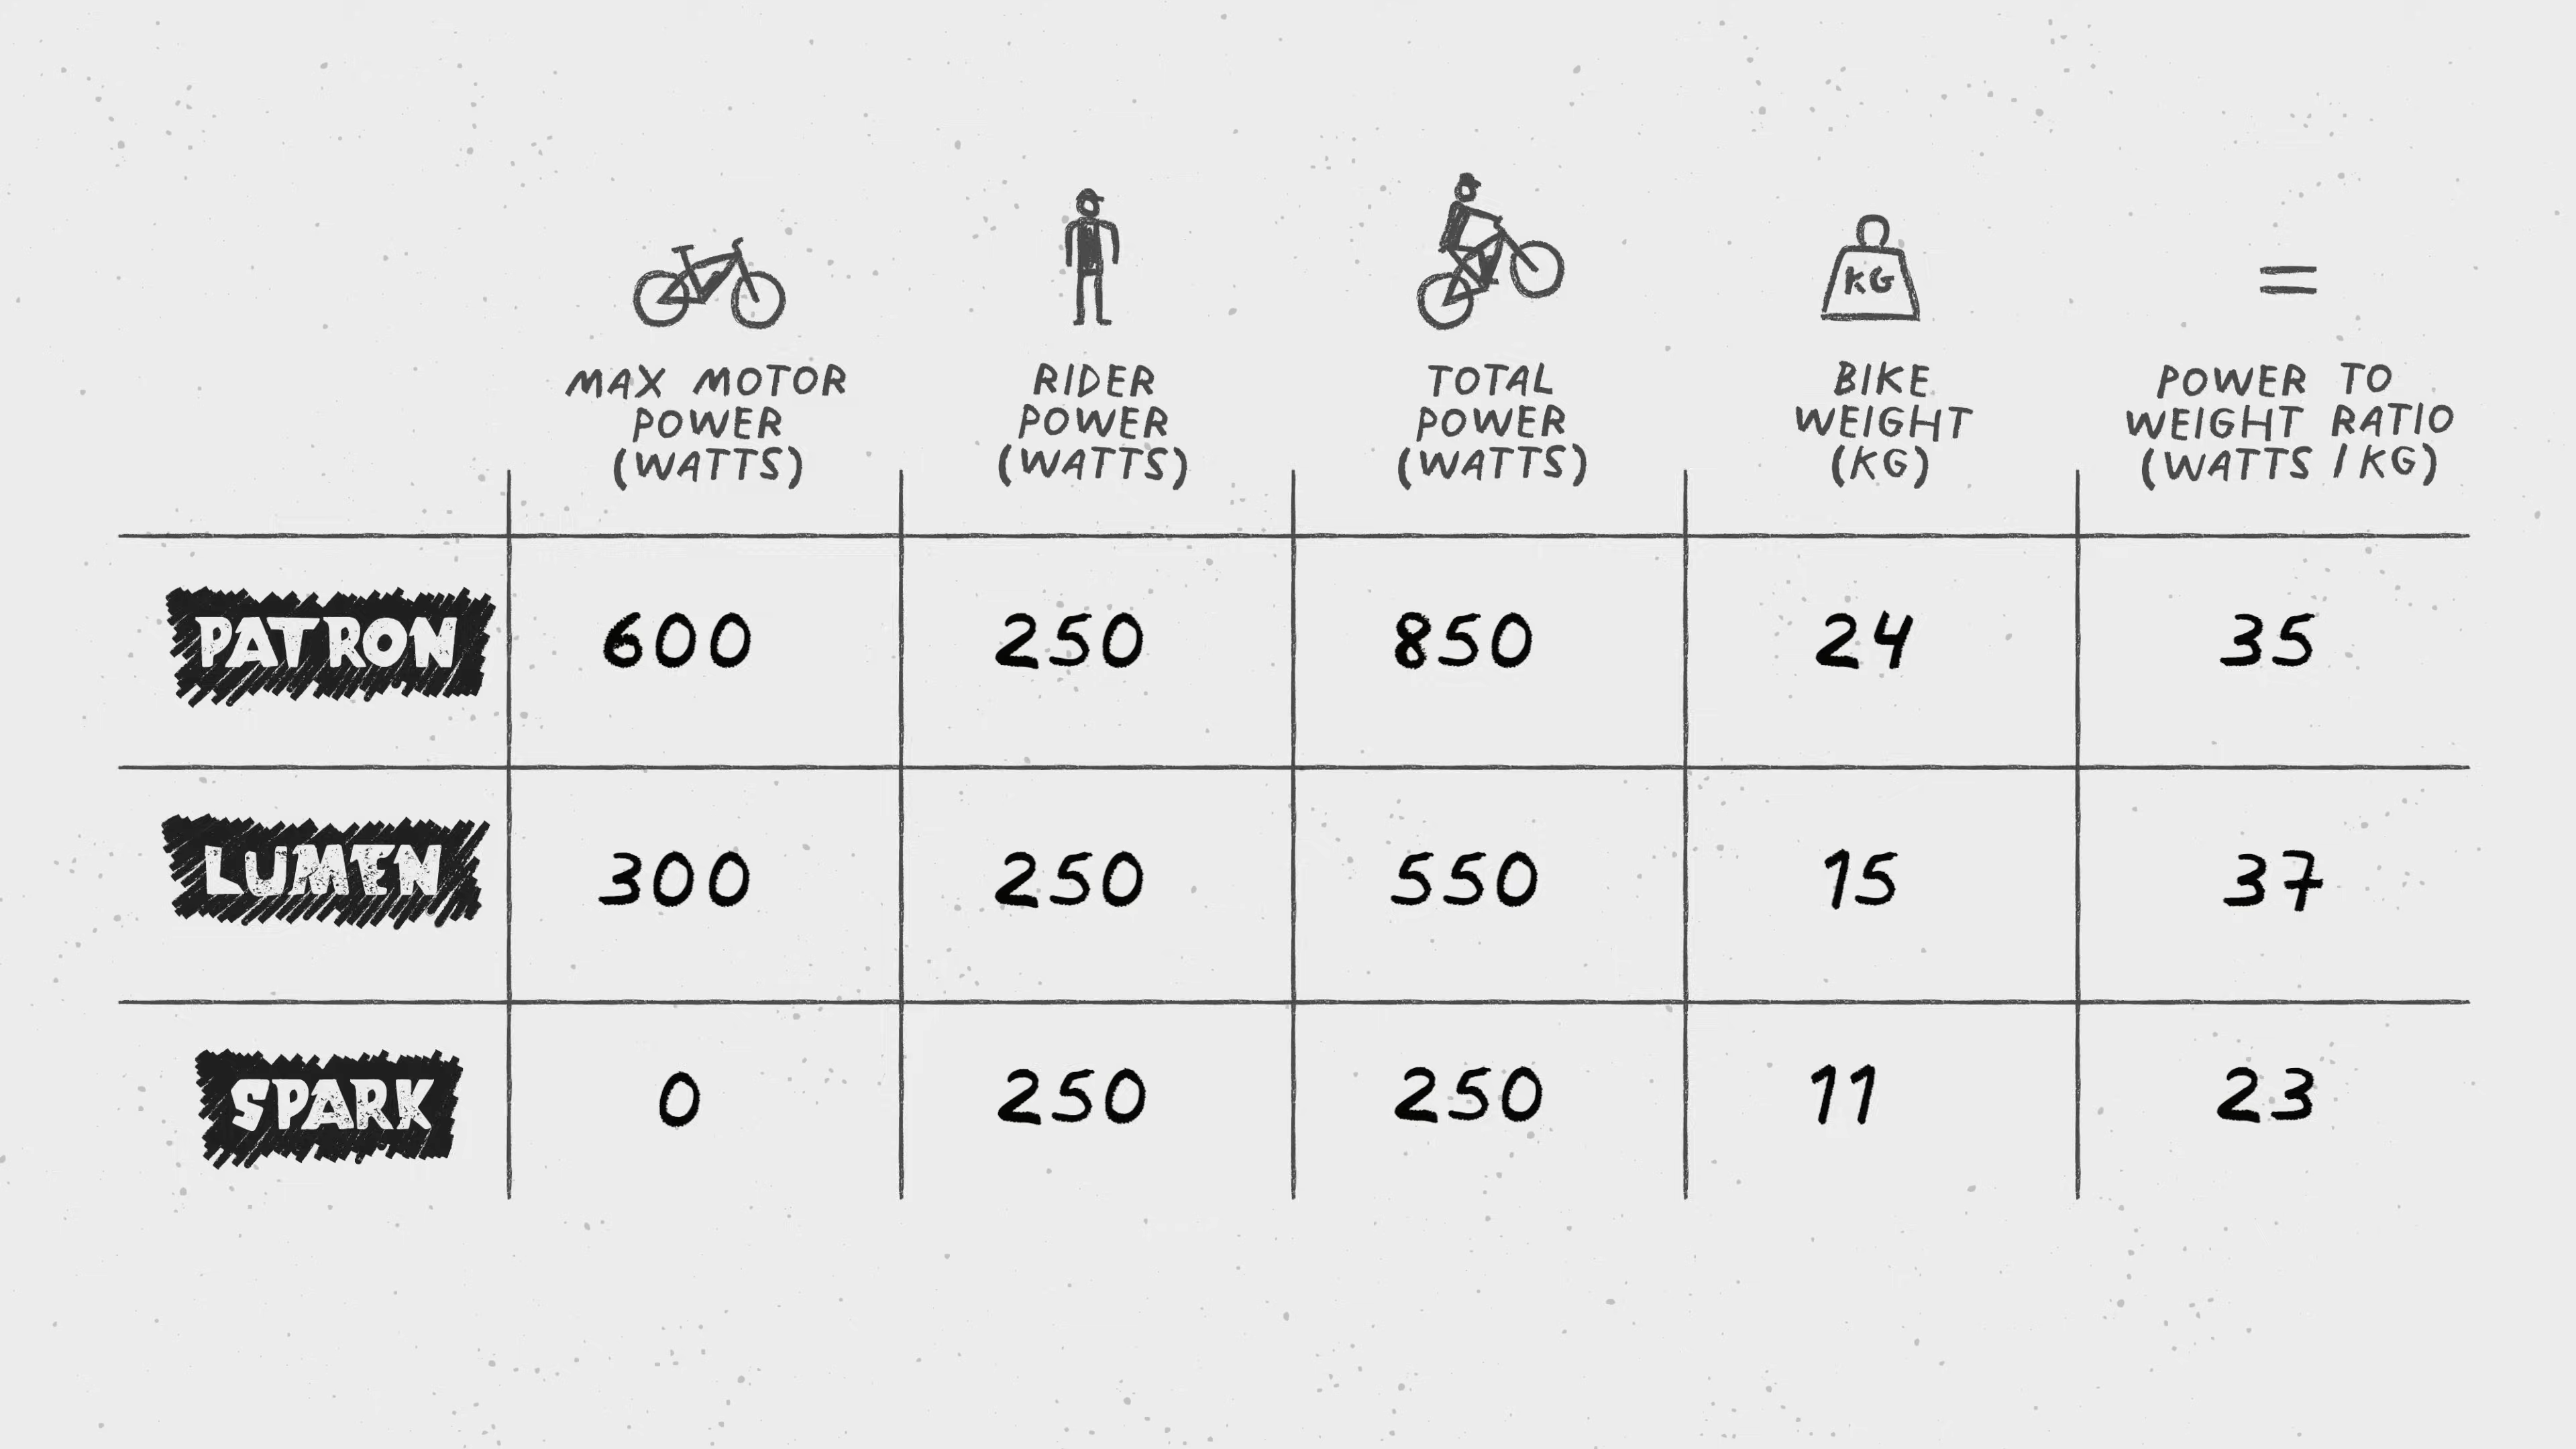 MAX MOTOR
POWER
(WATTS)
RIDER
POWER
(WATTS)
TOTAL
POWER
(WATTS)
KG
BIKE
WEIGHT
(KG)
=
POWER TO
WEIGHT RATIO
(WATTS / KG)
PATRON 600 250 850 24 35
LUMEN 300 250 550 15 37
SPARK 0 250 250 11 23